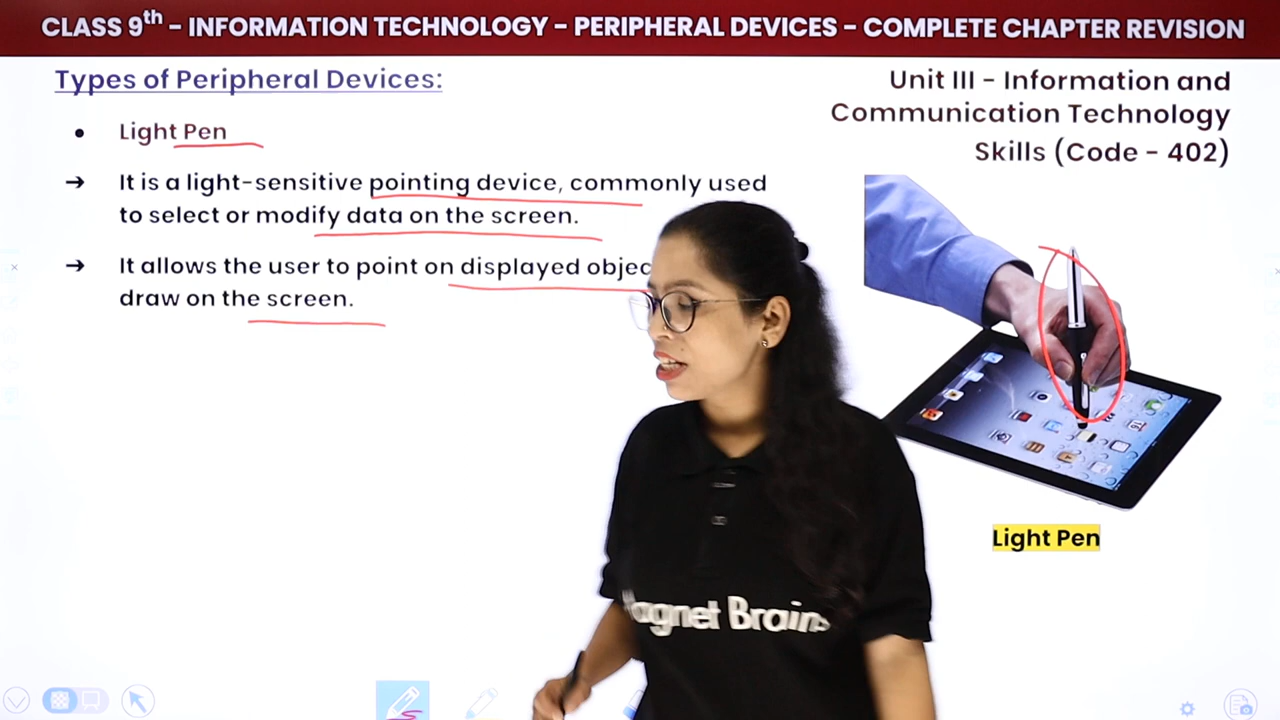 CLASS 9th – INFORMATION TECHNOLOGY – PERIPHERAL DEVICES – COMPLETE CHAPTER REVISION
Types of Peripheral Devices:
Unit III – Information and
Communication Technology
Skills (Code – 402)
• Light Pen
➔ It is a light-sensitive pointing device, commonly used
to select or modify data on the screen.
➔ It allows the user to point on displayed objec
draw on the screen.
Light Pen
agnet Brains